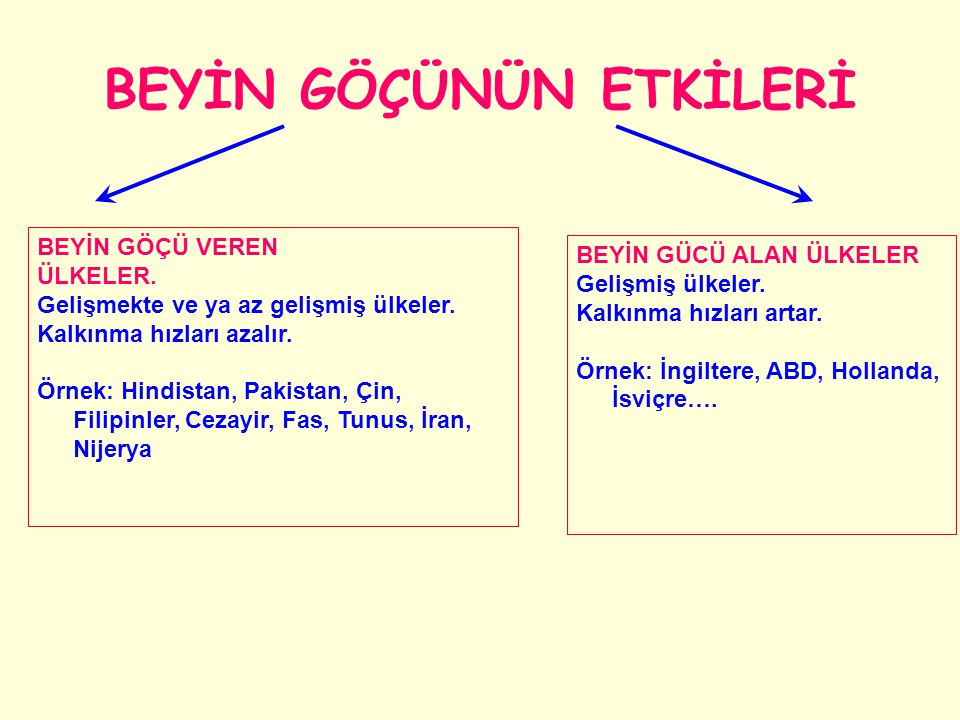 BEYİN GÖÇÜNÜN ETKİLERİ
BEYİN GÖÇÜ VEREN
ÜLKELER.
Gelişmekte ve ya az gelişmiş ülkeler.
Kalkınma hızları azalır.
Örnek: Hindistan, Pakistan, Çin,
Filipinler, Cezayir, Fas, Tunus, İran,
Nijerya
BEYİN GÜCÜ ALAN ÜLKELER
Gelişmiş ülkeler.
Kalkınma hızları artar.
Örnek: İngiltere, ABD, Hollanda,
İsviçre….